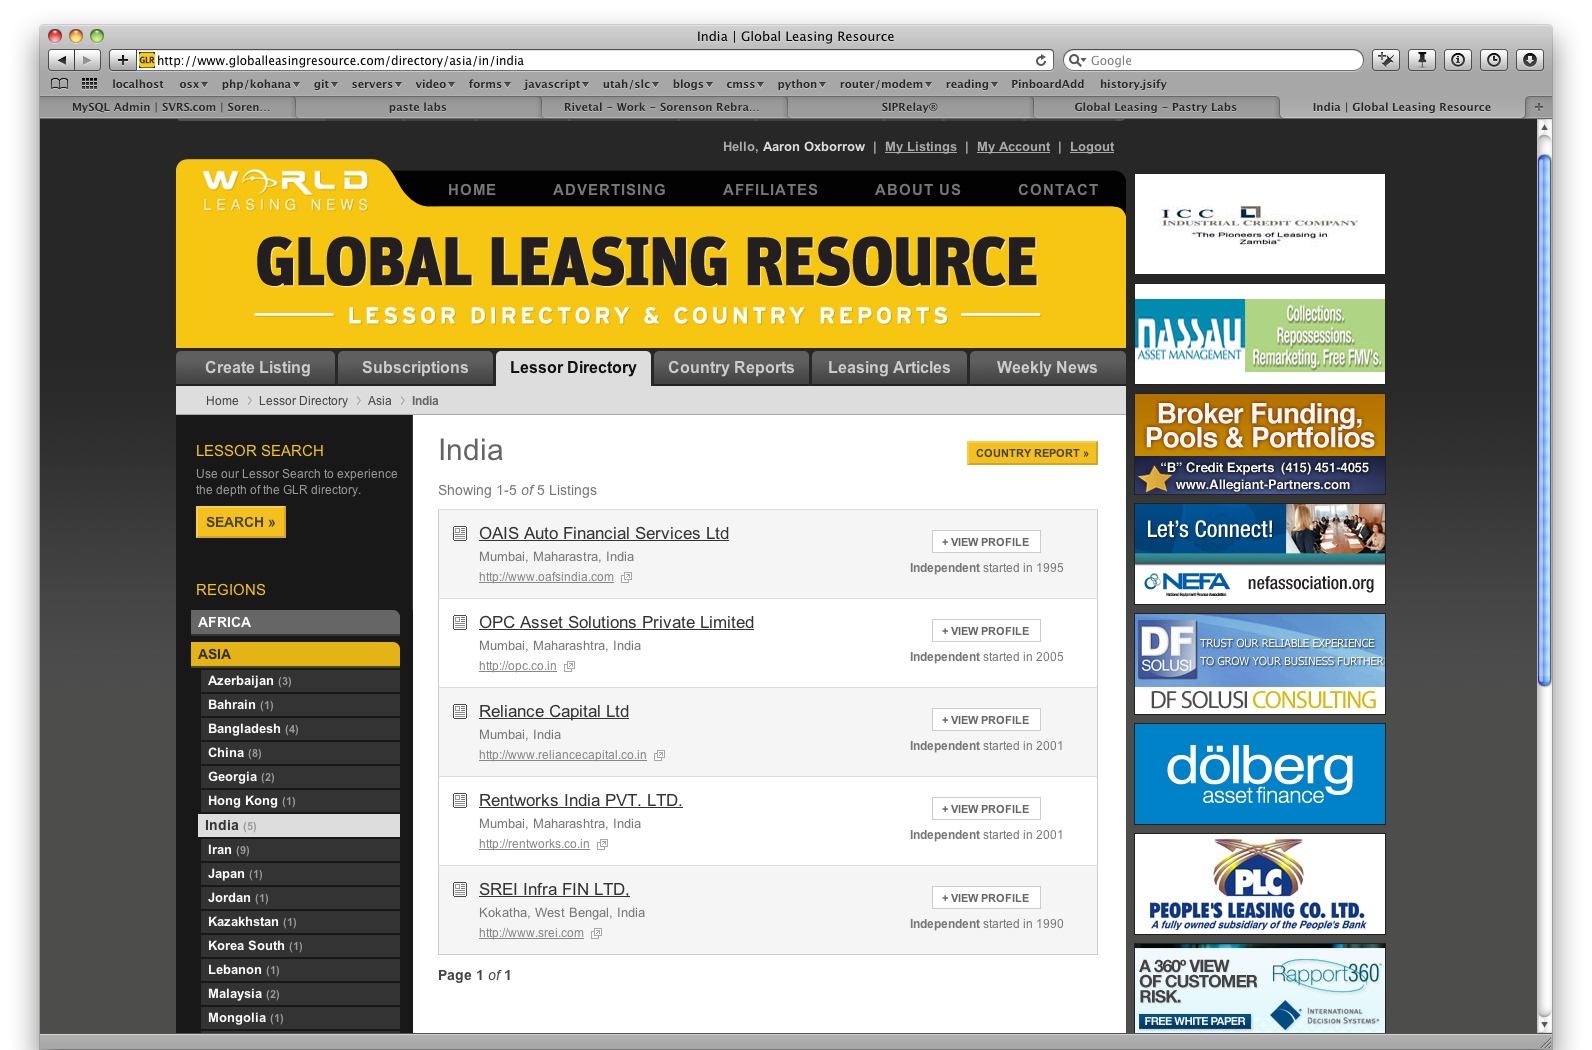 India | Global Leasing Resource
GLR http://www.globalleasingresource.com/directory/asia/in/india
Google
localhost osx php/kohana git servers video forms javascript utah/slc blogs cmss python router/modem reading PinboardAdd history.jsify
MySQL Admin | SVRS.com | Soren...
paste labs
Rivetal – Work – Sorenson Rebra...
SIPRelay®
Global Leasing – Pastry Labs
India | Global Leasing Resource
Hello, Aaron Oxborrow | My Listings | My Account | Logout
WORLD
LEASING NEWS
HOME ADVERTISING AFFILIATES ABOUT US CONTACT
GLOBAL LEASING RESOURCE
LESSOR DIRECTORY & COUNTRY REPORTS
Create Listing Subscriptions Lessor Directory Country Reports Leasing Articles Weekly News
Home > Lessor Directory > Asia > India
LESSOR SEARCH
Use our Lessor Search to experience
the depth of the GLR directory.
SEARCH »
REGIONS
AFRICA
ASIA
Azerbaijan (3)
Bahrain (1)
Bangladesh (4)
China (8)
Georgia (2)
Hong Kong (1)
India (5)
Iran (9)
Japan (1)
Jordan (1)
Kazakhstan (1)
Korea South (1)
Lebanon (1)
Malaysia (2)
Mongolia (1)
India
COUNTRY REPORT »
Showing 1-5 of 5 Listings
OAIS Auto Financial Services Ltd
Mumbai, Maharastra, India
http://www.oafsindia.com
+ VIEW PROFILE
Independent started in 1995
OPC Asset Solutions Private Limited
Mumbai, Maharashtra, India
http://opc.co.in
+ VIEW PROFILE
Independent started in 2005
Reliance Capital Ltd
Mumbai, India
http://www.reliancecapital.co.in
+ VIEW PROFILE
Independent started in 2001
Rentworks India PVT. LTD.
Mumbai, Maharashtra, India
http://rentworks.co.in
+ VIEW PROFILE
Independent started in 2001
SREI Infra FIN LTD,
Kokatha, West Bengal, India
http://www.srei.com
+ VIEW PROFILE
Independent started in 1990
Page 1 of 1
ICC
INDUSTRIAL CREDIT COMPANY
"The Pioneers of Leasing in
Zambia"
NASSAU
ASSET MANAGEMENT
Collections.
Repossessions.
Remarketing. Free FMV's.
Broker Funding,
Pools & Portfolios
"B" Credit Experts (415) 451-4055
www.Allegiant-Partners.com
Let's Connect!
NEFA
National Equipment Finance Association
nefassociation.org
DF
SOLUSI
TRUST OUR RELIABLE EXPERIENCE
TO GROW YOUR BUSINESS FURTHER
DF SOLUSI CONSULTING
dölberg
asset finance
PLC
PEOPLE'S LEASING CO. LTD.
A fully owned subsidiary of the People's Bank
A 360º VIEW
OF CUSTOMER
RISK.
FREE WHITE PAPER
Rapport360°
INTERNATIONAL
DECISION SYSTEMS